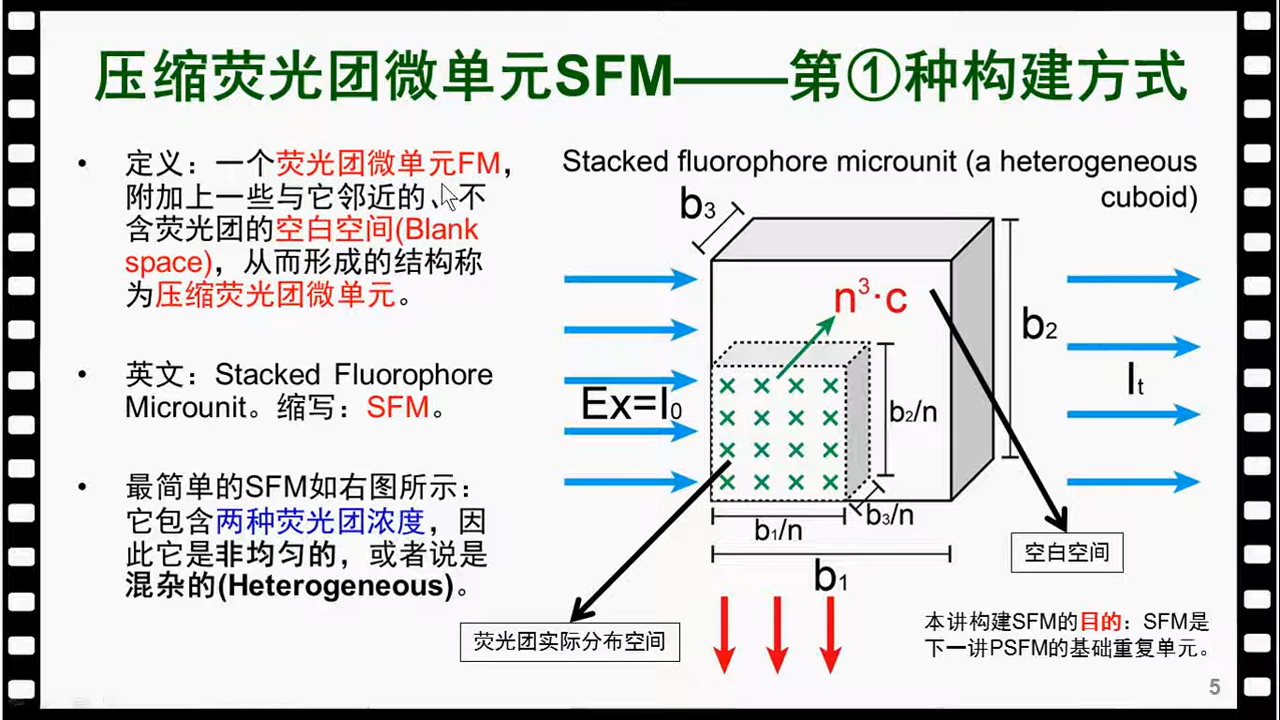 压缩荧光团微单元SFM——第①种构建方式
• 定义：一个荧光团微单元FM，
附加上一些与它邻近的、不
含荧光团的空白空间(Blank
space)，从而形成的结构称
为压缩荧光团微单元。
• 英文：Stacked Fluorophore
Microunit。缩写：SFM。
• 最简单的SFM如右图所示：
它包含两种荧光团浓度，因
此它是非均匀的，或者说是
混杂的(Heterogeneous)。
Stacked fluorophore microunit (a heterogeneous
cuboid)
b3
n³·c
b2
It
Ex=I0
b2/n
b3/n
b1/n
b1
空白空间
荧光团实际分布空间
本讲构建SFM的目的：SFM是
下一讲PSFM的基础重复单元。
5